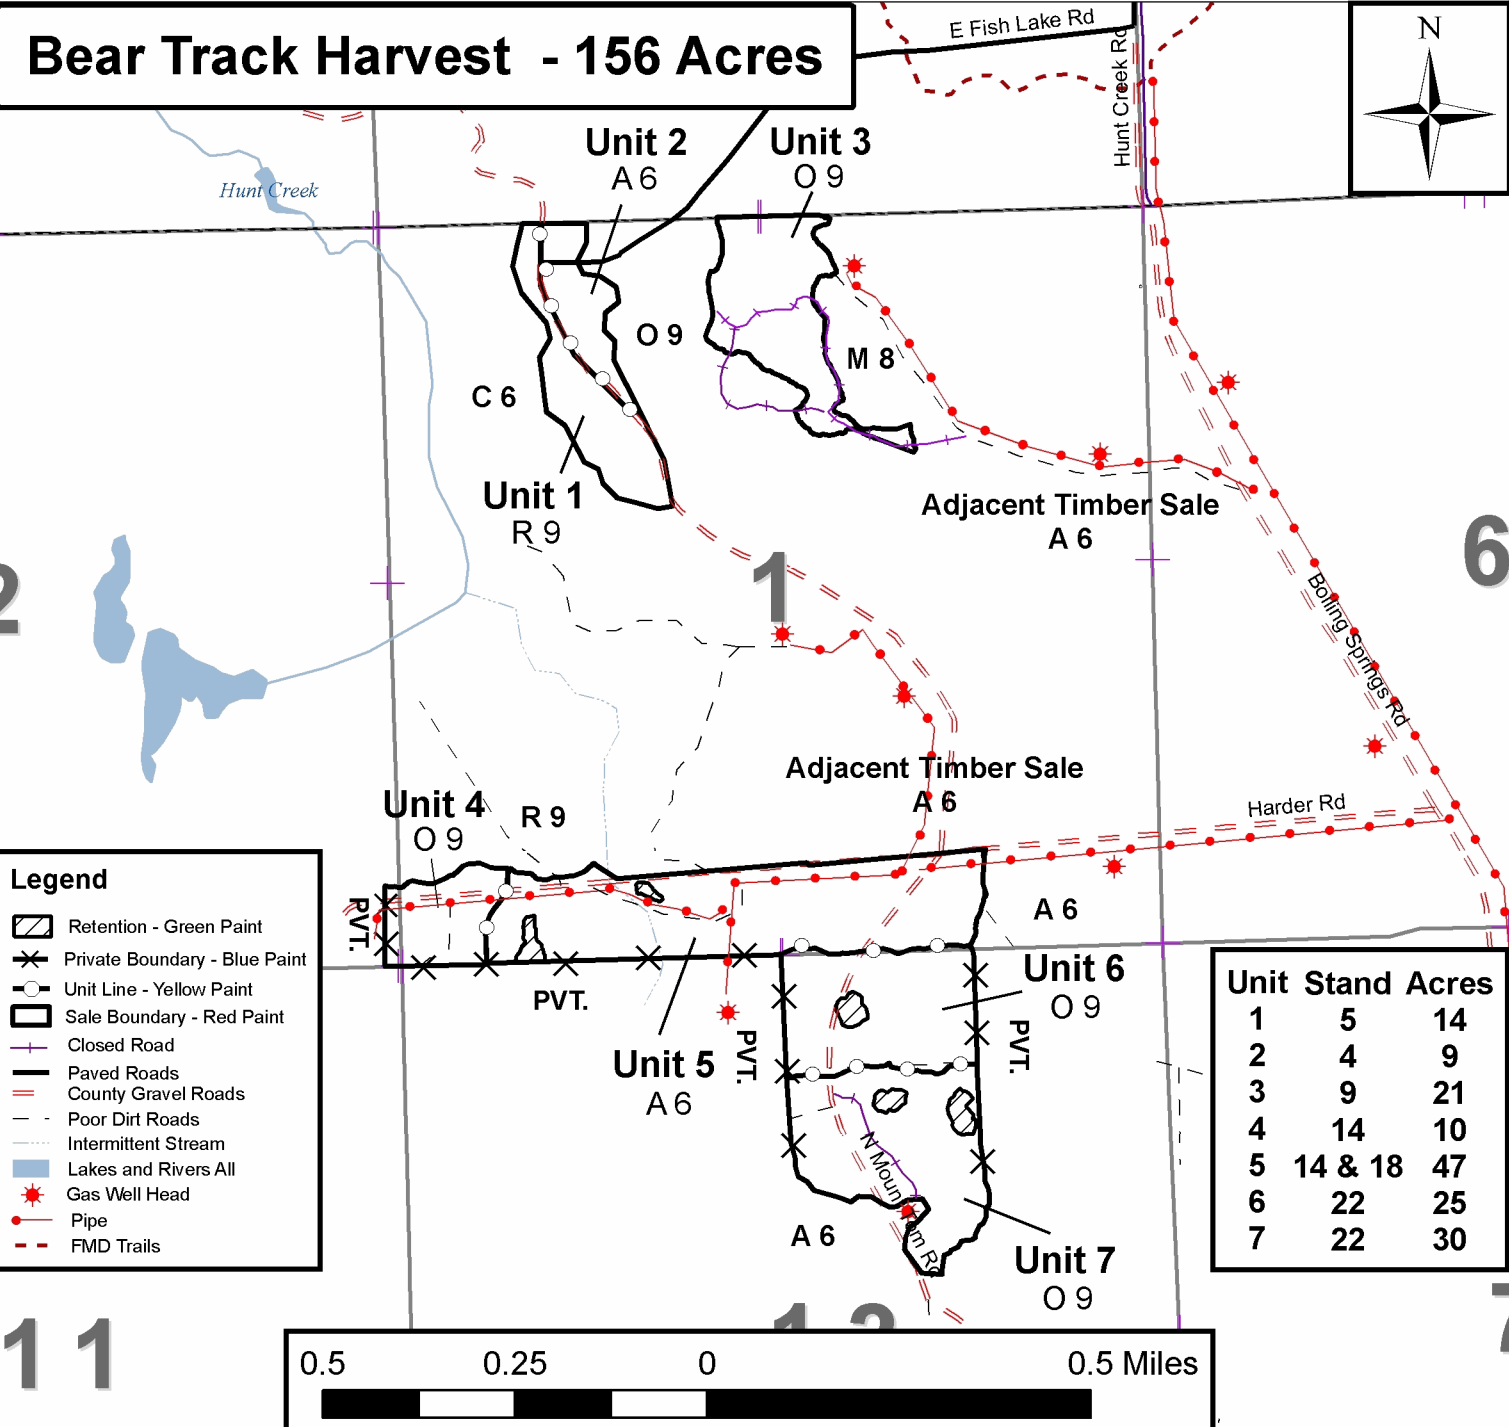 Bear Track Harvest - 156 Acres
E Fish Lake Rd
Hunt Creek Rd
N
Unit 2
A 6
Unit 3
O 9
Hunt Creek
O 9
M 8
C 6
Unit 1
R 9
Adjacent Timber Sale
A 6
1
2
6
Bolling Springs Rd
Adjacent Timber Sale
A 6
Harder Rd
Unit 4
O 9
R 9
PVT.
A 6
PVT.
Unit 5
A 6
PVT.
Unit 6
O 9
PVT.
A 6
Unit 7
O 9
11
12
7
Legend
Retention - Green Paint
Private Boundary - Blue Paint
Unit Line - Yellow Paint
Sale Boundary - Red Paint
Closed Road
Paved Roads
County Gravel Roads
Poor Dirt Roads
Intermittent Stream
Lakes and Rivers All
Gas Well Head
Pipe
FMD Trails
Unit Stand Acres
1 5 14
2 4 9
3 9 21
4 14 10
5 14 & 18 47
6 22 25
7 22 30
0.5 0.25 0 0.5 Miles